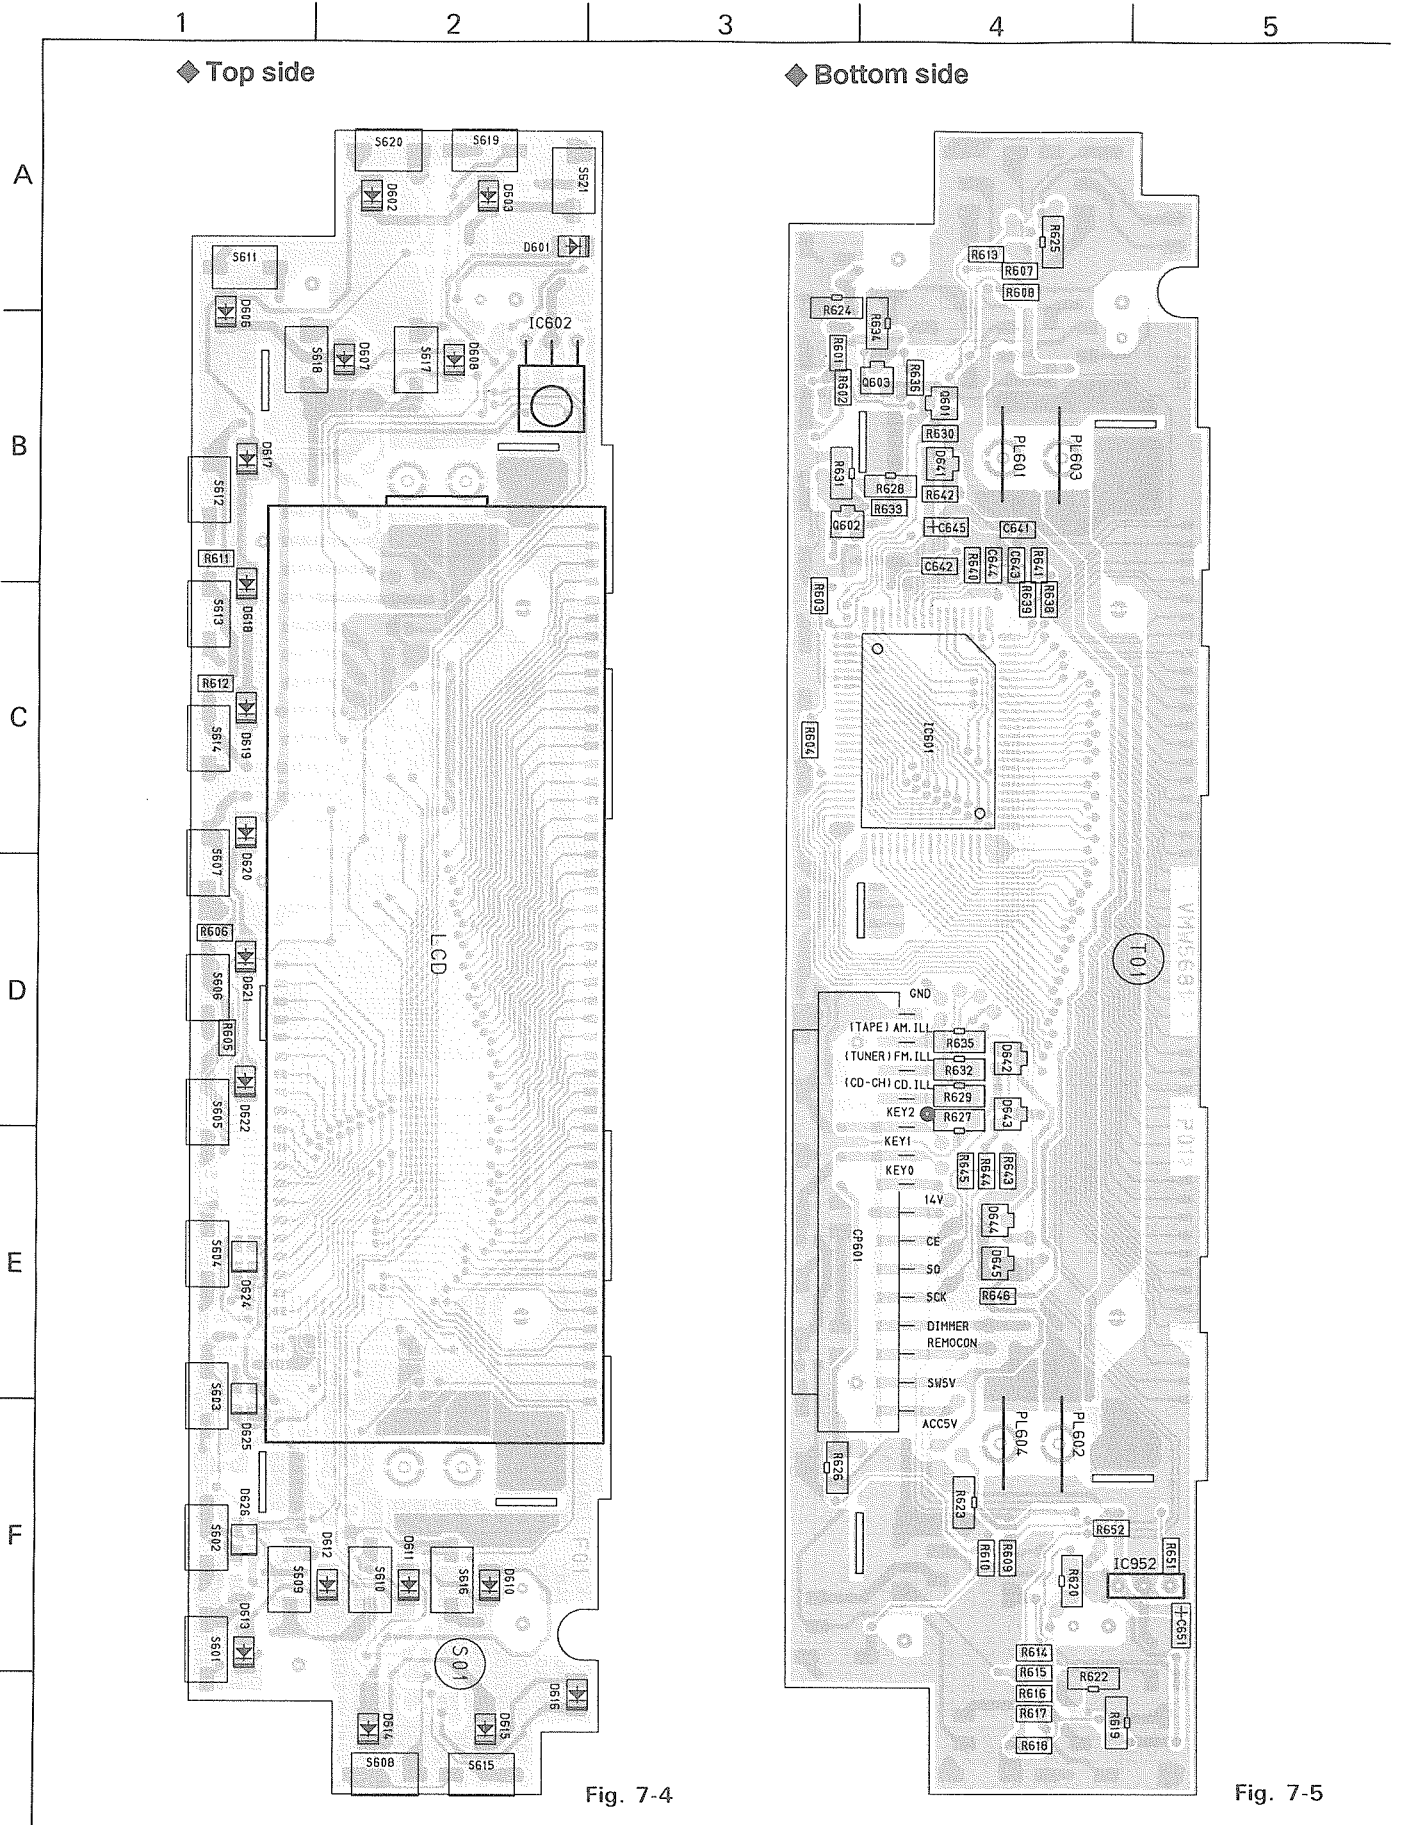 1 2 3 4 5
◆ Top side
◆ Bottom side
A
B
C
D
E
F
S620
S619
S621
D602
D603
D601
S611
D606
IC602
S618
D607
S617
D608
D617
S612
R611
S613
D618
R612
S614
D619
S607
D620
R606
S606
D621
R605
S605
D622
LCD
S604
D624
S603
D625
D626
S602
D612
S609
D611
S610
S616
D610
D613
S601
S01
D616
D614
D615
S608
S615
Fig. 7-4
R625
R613
R607
R608
R624
R634
R601
R602
Q603
R636
Q601
R630
PL601
PL603
R631
D641
R628
R642
R633
Q602
C645
C641
C642
R640
C644
C643
R641
R603
R639
R638
IC601
R604
T01
GND
(TAPE) AM.ILL
R635
(TUNER) FM.ILL
R632
D642
(CD-CH) CD.ILL
R629
KEY2
R627
D643
KEY1
KEY0
R645
R644
R643
14V
D644
CP601
CE
SO
D645
SCK
R646
DIMMER
REMOCON
SW5V
ACC5V
PL604
PL602
R626
R623
R652
R610
R609
R651
IC952
R620
C651
R614
R615
R622
R616
R617
R619
R618
Fig. 7-5